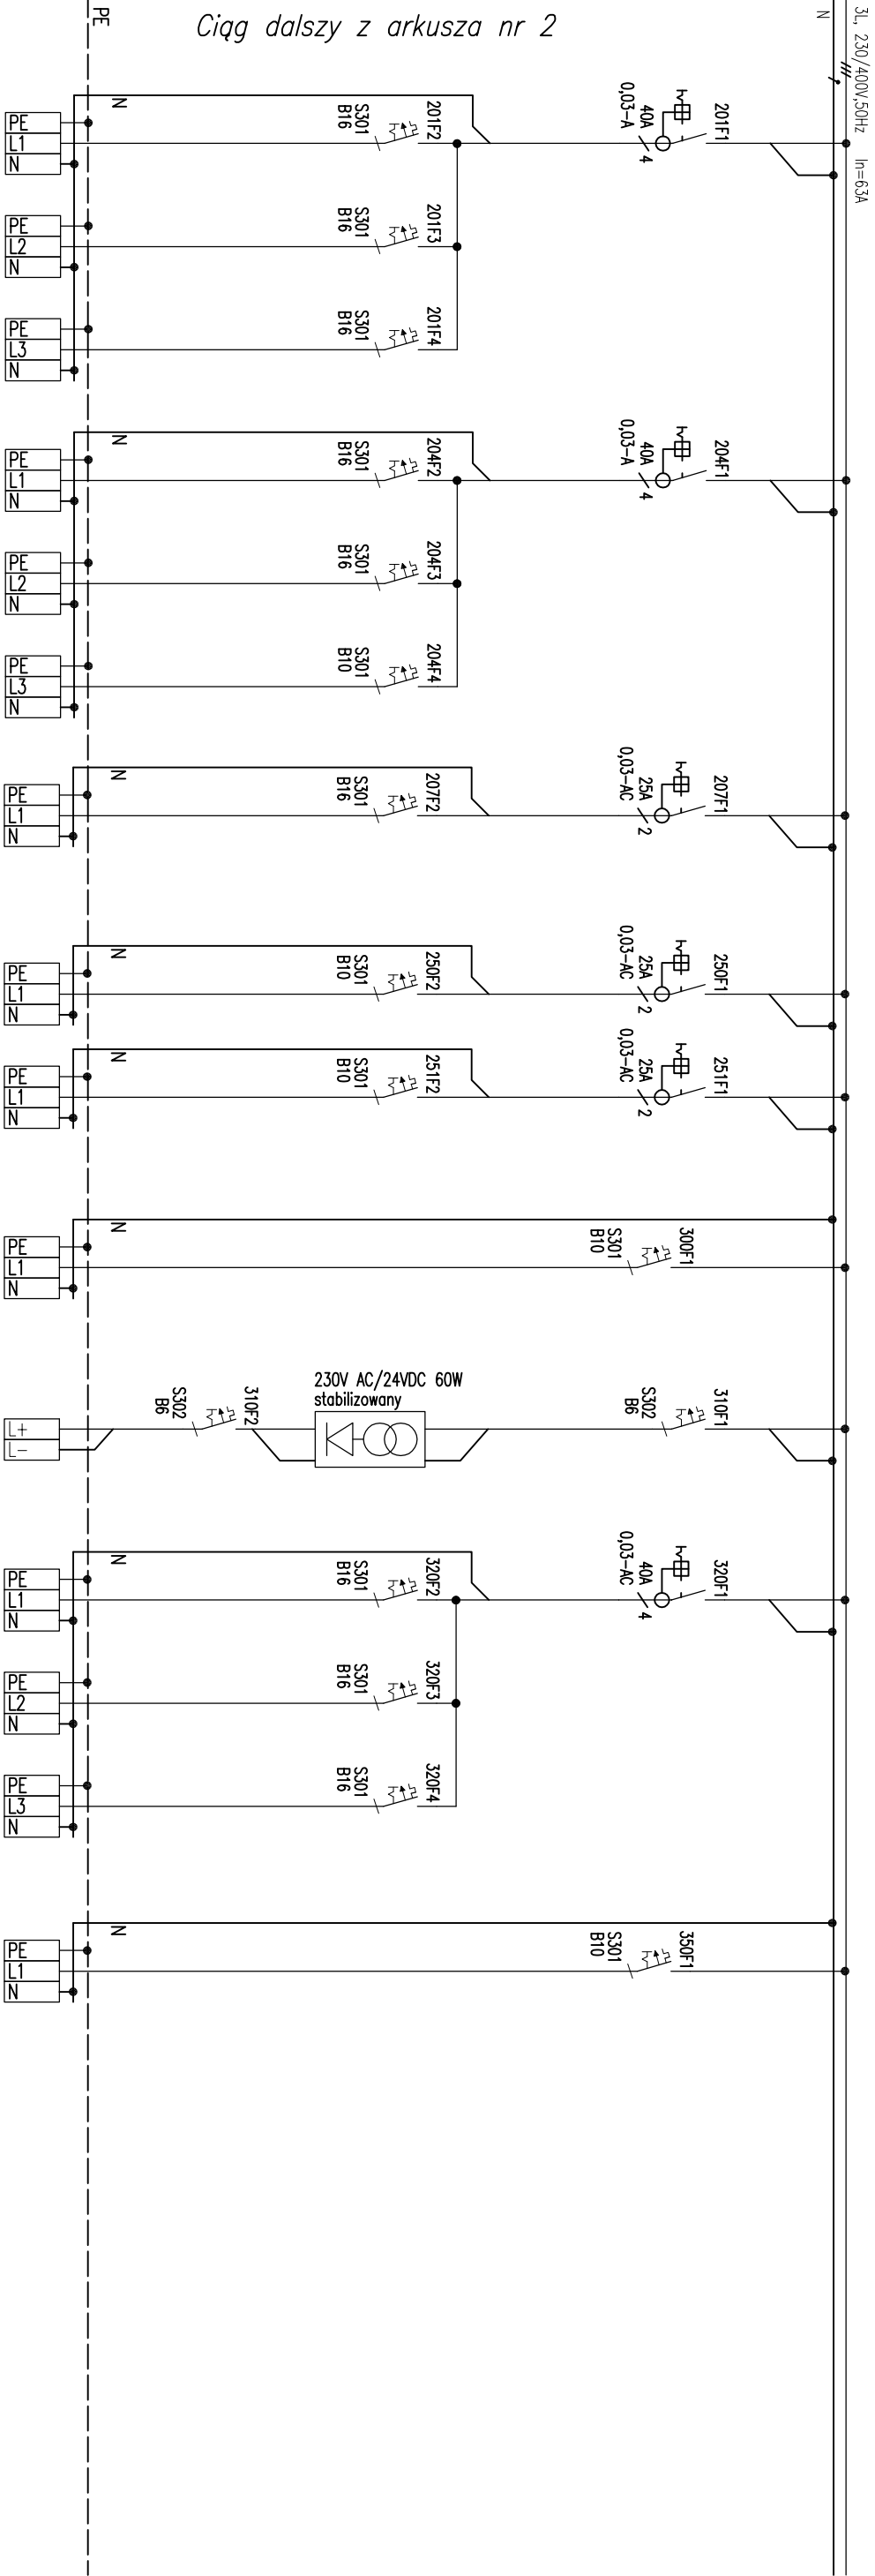 Ciąg dalszy z arkusza nr 2
3L, 230/400V,50Hz In=63A
N
PE
201F1
40A
0,03-A
4
201F2
S301
B16
201F3
S301
B16
201F4
S301
B16
N
PE
L1
N
PE
L2
N
PE
L3
N
204F1
40A
0,03-A
4
204F2
S301
B16
204F3
S301
B16
204F4
S301
B10
N
PE
L1
N
PE
L2
N
PE
L3
N
207F1
25A
0,03-AC
2
207F2
S301
B16
N
PE
L1
N
250F1
25A
0,03-AC
2
250F2
S301
B10
N
PE
L1
N
251F1
25A
0,03-AC
2
251F2
S301
B10
N
PE
L1
N
300F1
S301
B10
N
PE
L1
N
310F1
S302
B6
230V AC/24VDC 60W
stabilizowany
310F2
S302
B6
L+
L-
320F1
40A
0,03-AC
4
320F2
S301
B16
320F3
S301
B16
320F4
S301
B16
N
PE
L1
N
PE
L2
N
PE
L3
N
350F1
S301
B10
N
PE
L1
N